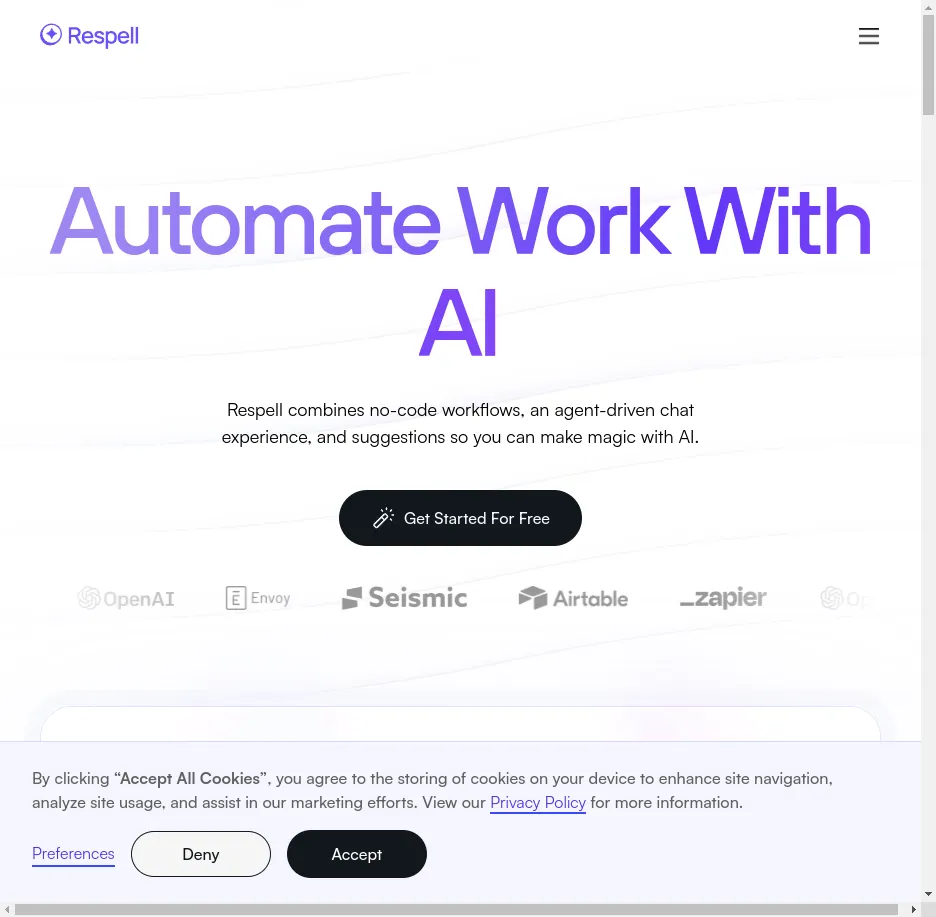 Respell
Automate Work With
AI
Respell combines no-code workflows, an agent-driven chat
experience, and suggestions so you can make magic with AI.
Get Started For Free
OpenAI Envoy Seismic Airtable zapier Op
By clicking “Accept All Cookies”, you agree to the storing of cookies on your device to enhance site navigation,
analyze site usage, and assist in our marketing efforts. View our Privacy Policy for more information.
Preferences Deny Accept